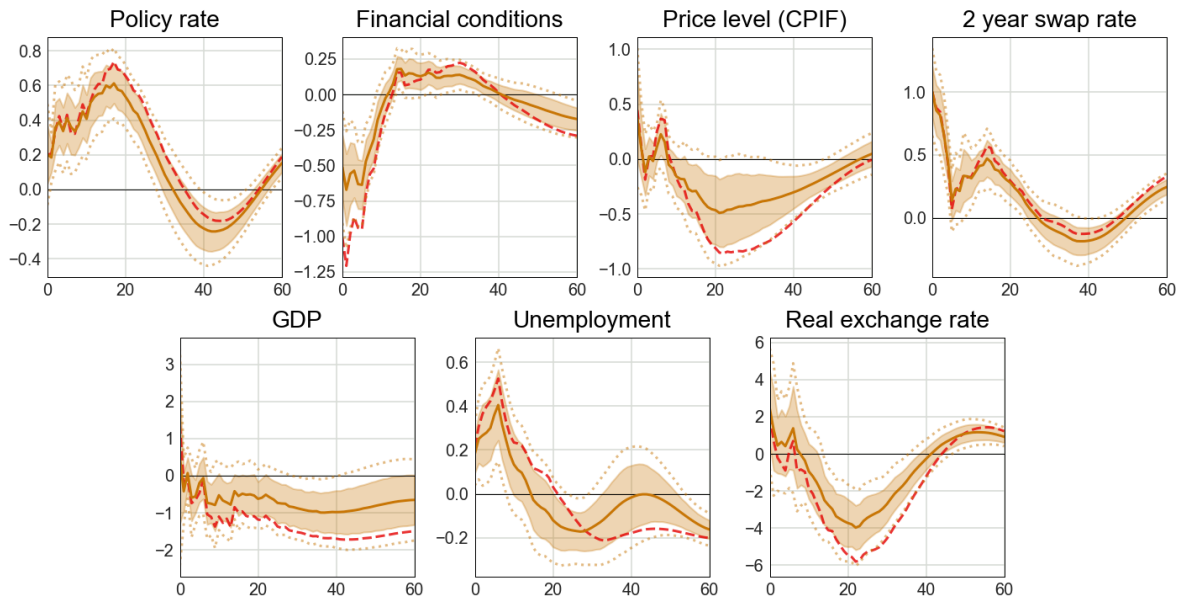 Policy rate
0.8
0.6
0.4
0.2
0.0
−0.2
−0.4
0 20 40 60
Financial conditions
0.25
0.00
−0.25
−0.50
−0.75
−1.00
−1.25
0 20 40 60
Price level (CPIF)
1.0
0.5
0.0
−0.5
−1.0
0 20 40 60
2 year swap rate
1.0
0.5
0.0
0 20 40 60
GDP
3
2
1
0
−1
−2
0 20 40 60
Unemployment
0.6
0.4
0.2
0.0
−0.2
0 20 40 60
Real exchange rate
6
4
2
0
−2
−4
−6
0 20 40 60